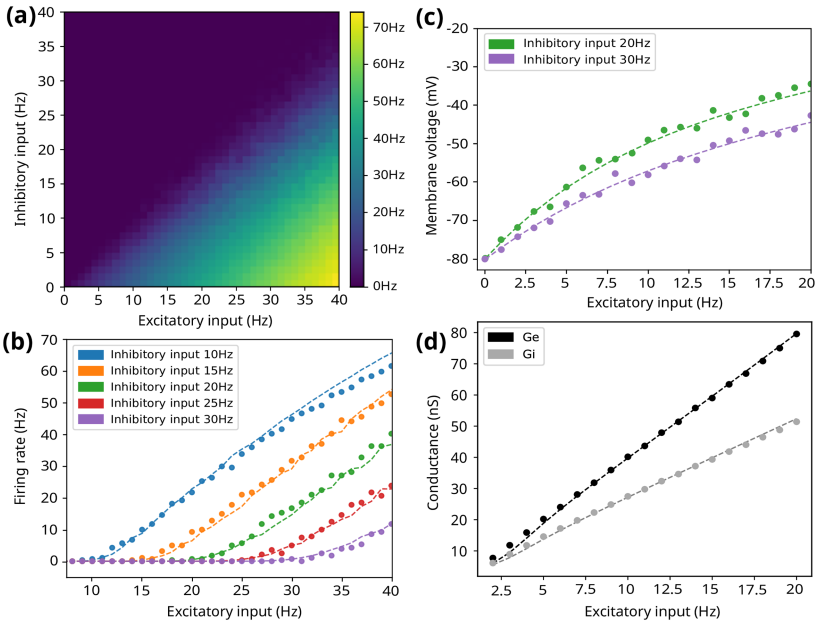 (a)
40
35
30
25
20
15
10
5
0
Inhibitory input (Hz)
0 5 10 15 20 25 30 35 40
Excitatory input (Hz)
70Hz
60Hz
50Hz
40Hz
30Hz
20Hz
10Hz
0Hz
(c)
Inhibitory input 20Hz
Inhibitory input 30Hz
-20
-30
-40
-50
-60
-70
-80
Membrane voltage (mV)
0 2.5 5 7.5 10 12.5 15 17.5 20
Excitatory input (Hz)
(b)
Inhibitory input 10Hz
Inhibitory input 15Hz
Inhibitory input 20Hz
Inhibitory input 25Hz
Inhibitory input 30Hz
70
60
50
40
30
20
10
0
Firing rate (Hz)
10 15 20 25 30 35 40
Excitatory input (Hz)
(d)
Ge
Gi
80
70
60
50
40
30
20
10
Conductance (nS)
2.5 5 7.5 10 12.5 15 17.5 20
Excitatory input (Hz)